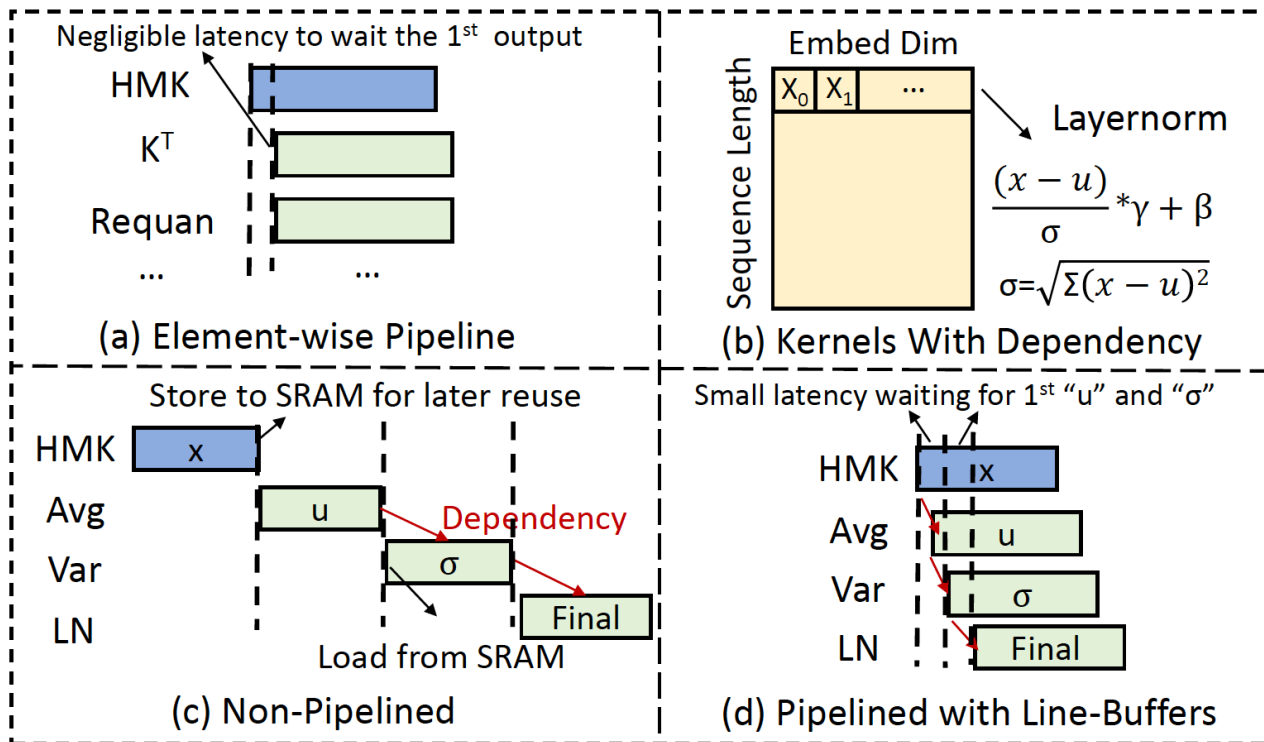 Negligible latency to wait the 1st output
HMK
K^T
Requan
... ...
(a) Element-wise Pipeline
Embed Dim
Sequence Length
X₀ X₁ ...
Layernorm
(x − u)/σ *γ + β
σ=√Σ(x − u)²
(b) Kernels With Dependency
Store to SRAM for later reuse
HMK x
Avg u
Dependency
Var σ
LN Final
Load from SRAM
(c) Non-Pipelined
Small latency waiting for 1st “u” and “σ”
HMK x
Avg u
Var σ
LN Final
(d) Pipelined with Line-Buffers